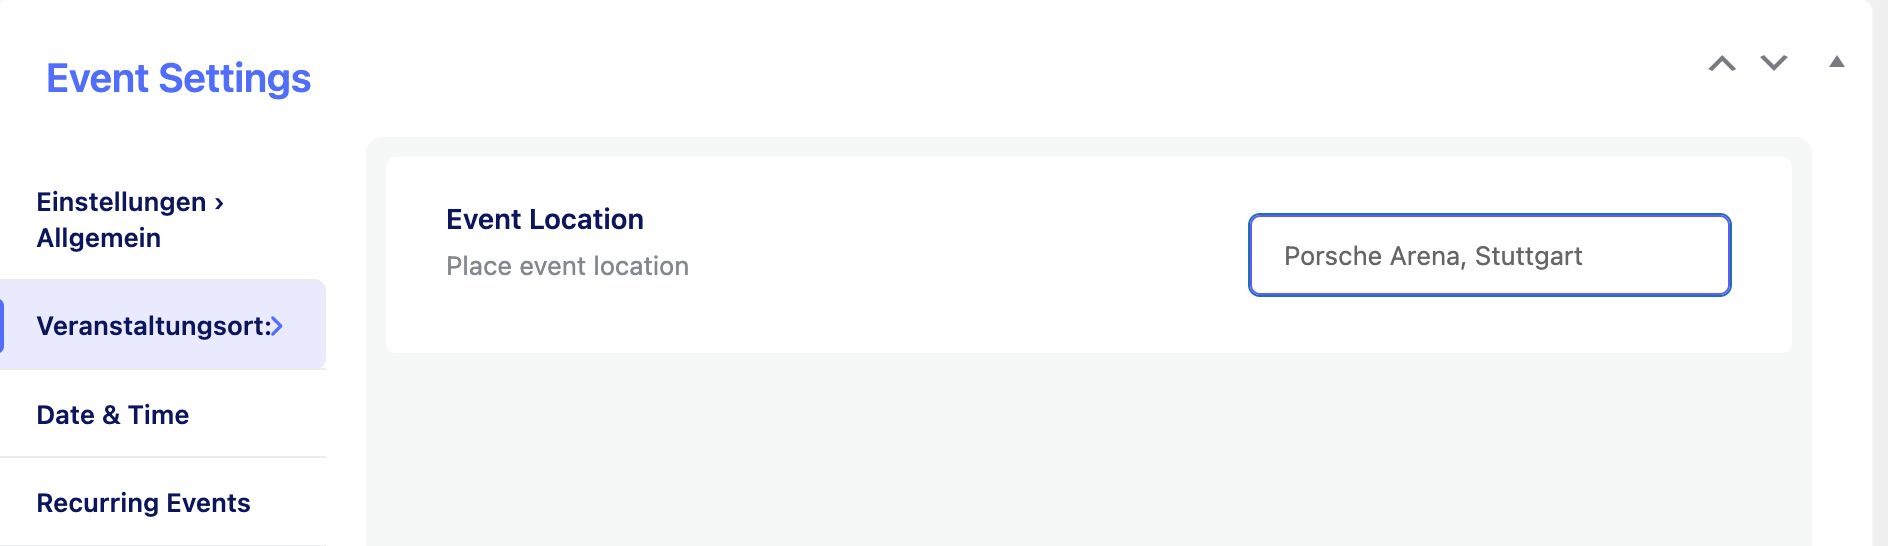 Event Settings
Einstellungen ›
Allgemein
Veranstaltungsort:
Date & Time
Recurring Events
Event Location
Place event location
Porsche Arena, Stuttgart